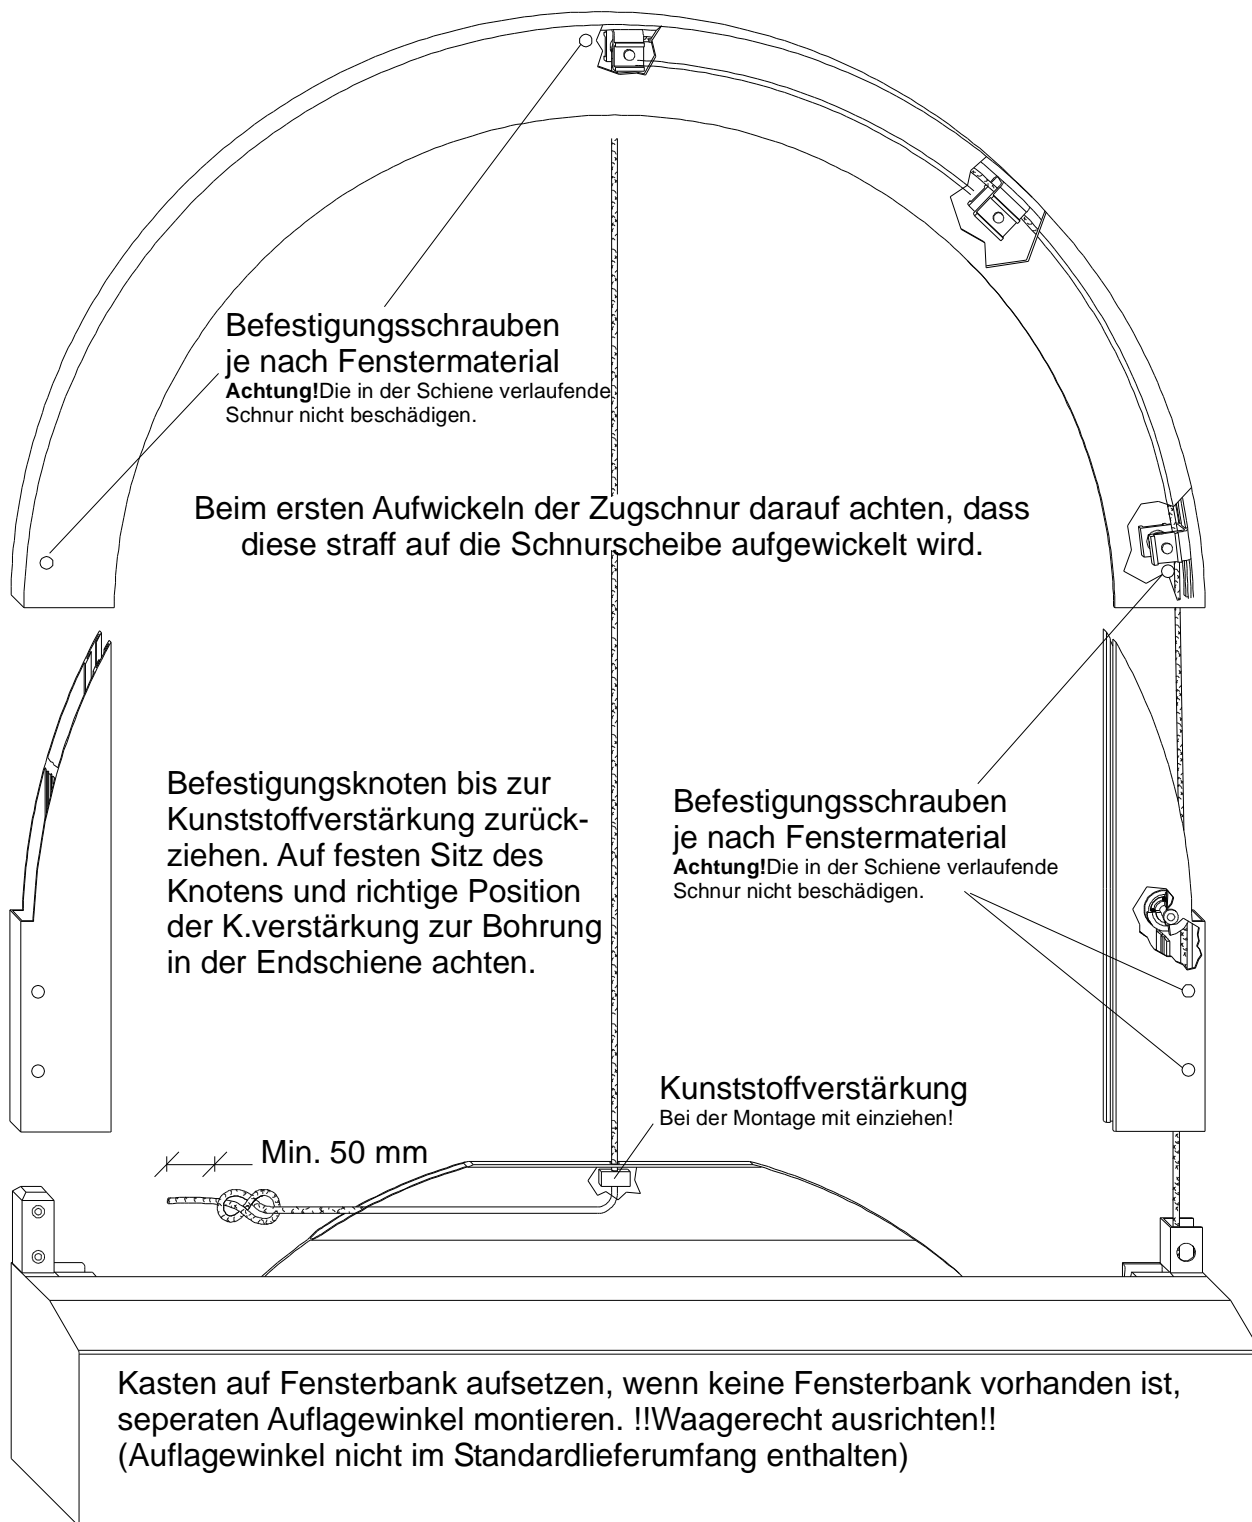 Befestigungsschrauben
je nach Fenstermaterial
Achtung!Die in der Schiene verlaufende
Schnur nicht beschädigen.
Beim ersten Aufwickeln der Zugschnur darauf achten, dass
diese straff auf die Schnurscheibe aufgewickelt wird.
Befestigungsknoten bis zur
Kunststoffverstärkung zurück-
ziehen. Auf festen Sitz des
Knotens und richtige Position
der K.verstärkung zur Bohrung
in der Endschiene achten.
Befestigungsschrauben
je nach Fenstermaterial
Achtung!Die in der Schiene verlaufende
Schnur nicht beschädigen.
Kunststoffverstärkung
Bei der Montage mit einziehen!
Min. 50 mm
Kasten auf Fensterbank aufsetzen, wenn keine Fensterbank vorhanden ist,
seperaten Auflagewinkel montieren. !!Waagerecht ausrichten!!
(Auflagewinkel nicht im Standardlieferumfang enthalten)